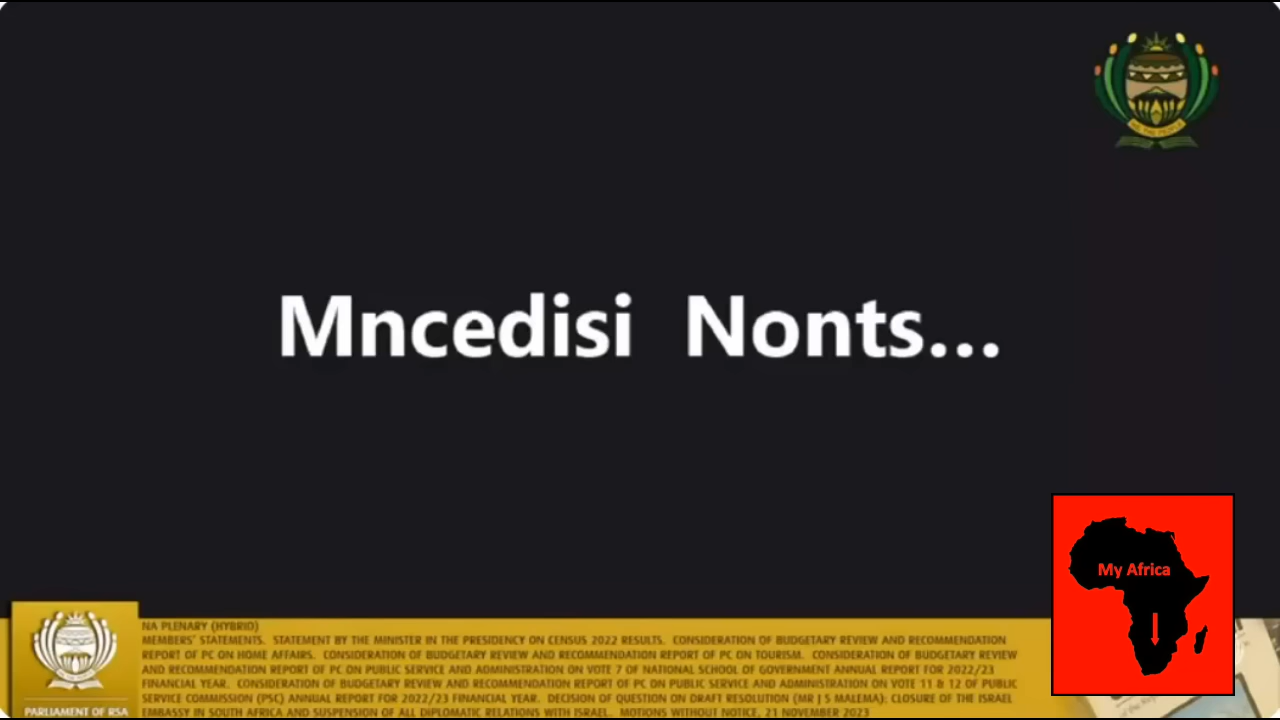 WE THE PEOPLE
Mncedisi Nonts...
My Africa
NA PLENARY (HYBRID)
MEMBERS' STATEMENTS. STATEMENT BY THE MINISTER IN THE PRESIDENCY ON CENSUS 2022 RESULTS. CONSIDERATION OF BUDGETARY REVIEW AND RECOMMENDATION
REPORT OF PC ON HOME AFFAIRS. CONSIDERATION OF BUDGETARY REVIEW AND RECOMMENDATION REPORT OF PC ON TOURISM. CONSIDERATION OF BUDGETARY REVIEW
AND RECOMMENDATION REPORT OF PC ON PUBLIC SERVICE AND ADMINISTRATION ON VOTE 7 OF NATIONAL SCHOOL OF GOVERNMENT ANNUAL REPORT FOR 2022/23
FINANCIAL YEAR. CONSIDERATION OF BUDGETARY REVIEW AND RECOMMENDATION REPORT OF PC ON PUBLIC SERVICE AND ADMINISTRATION ON VOTE 11 & 12 OF PUBLIC
SERVICE COMMISSION (PSC) ANNUAL REPORT FOR 2022/23 FINANCIAL YEAR. DECISION OF QUESTION ON DRAFT RESOLUTION (MR J S MALEMA): CLOSURE OF THE ISRAEL
EMBASSY IN SOUTH AFRICA AND SUSPENSION OF ALL DIPLOMATIC RELATIONS WITH ISRAEL. MOTIONS WITHOUT NOTICE, 21 NOVEMBER 2023
PARLIAMENT OF RSA